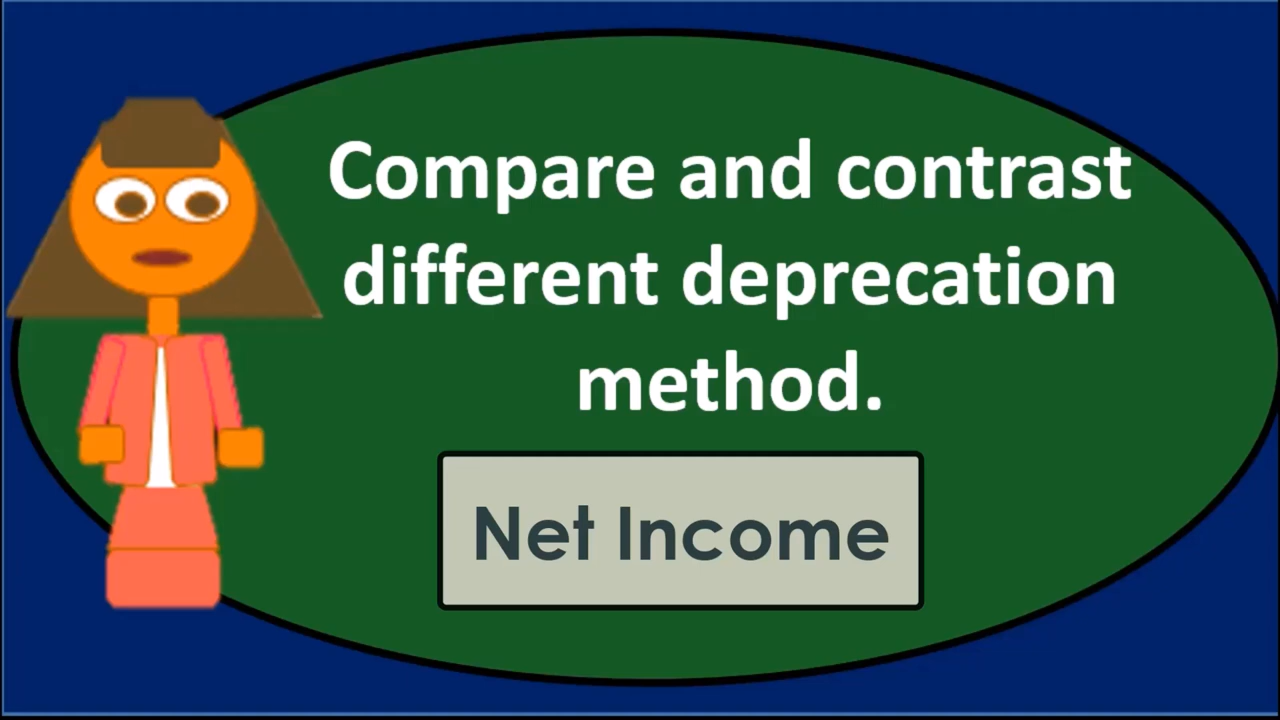 Compare and contrast
different deprecation
method.
Net Income